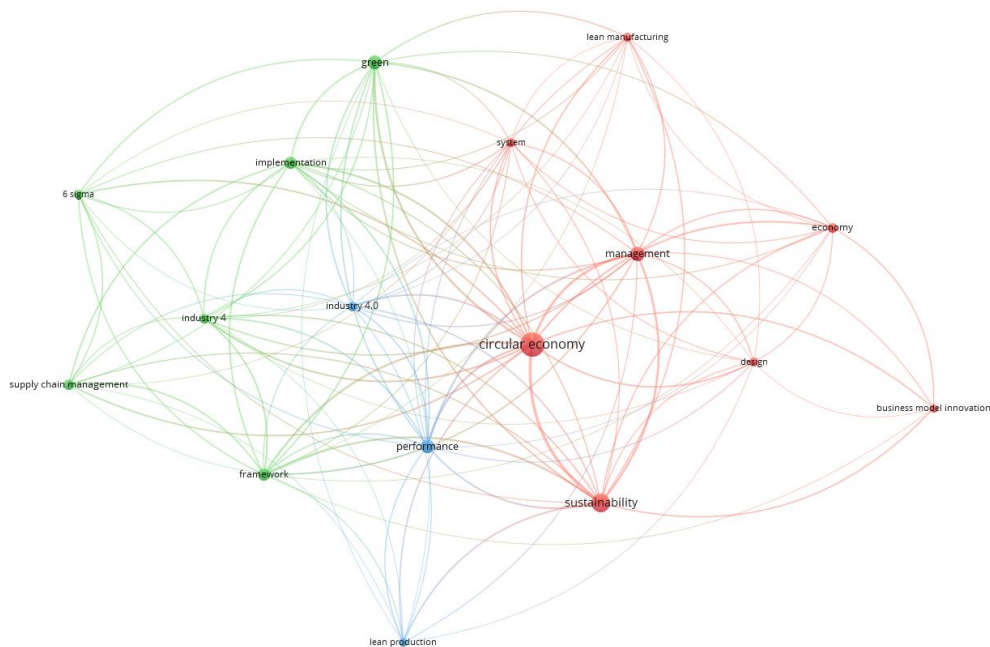 lean manufacturing
green
system
implementation
6 sigma
economy
management
industry 4.0
industry 4
circular economy
design
supply chain management
business model innovation
performance
framework
sustainability
lean production